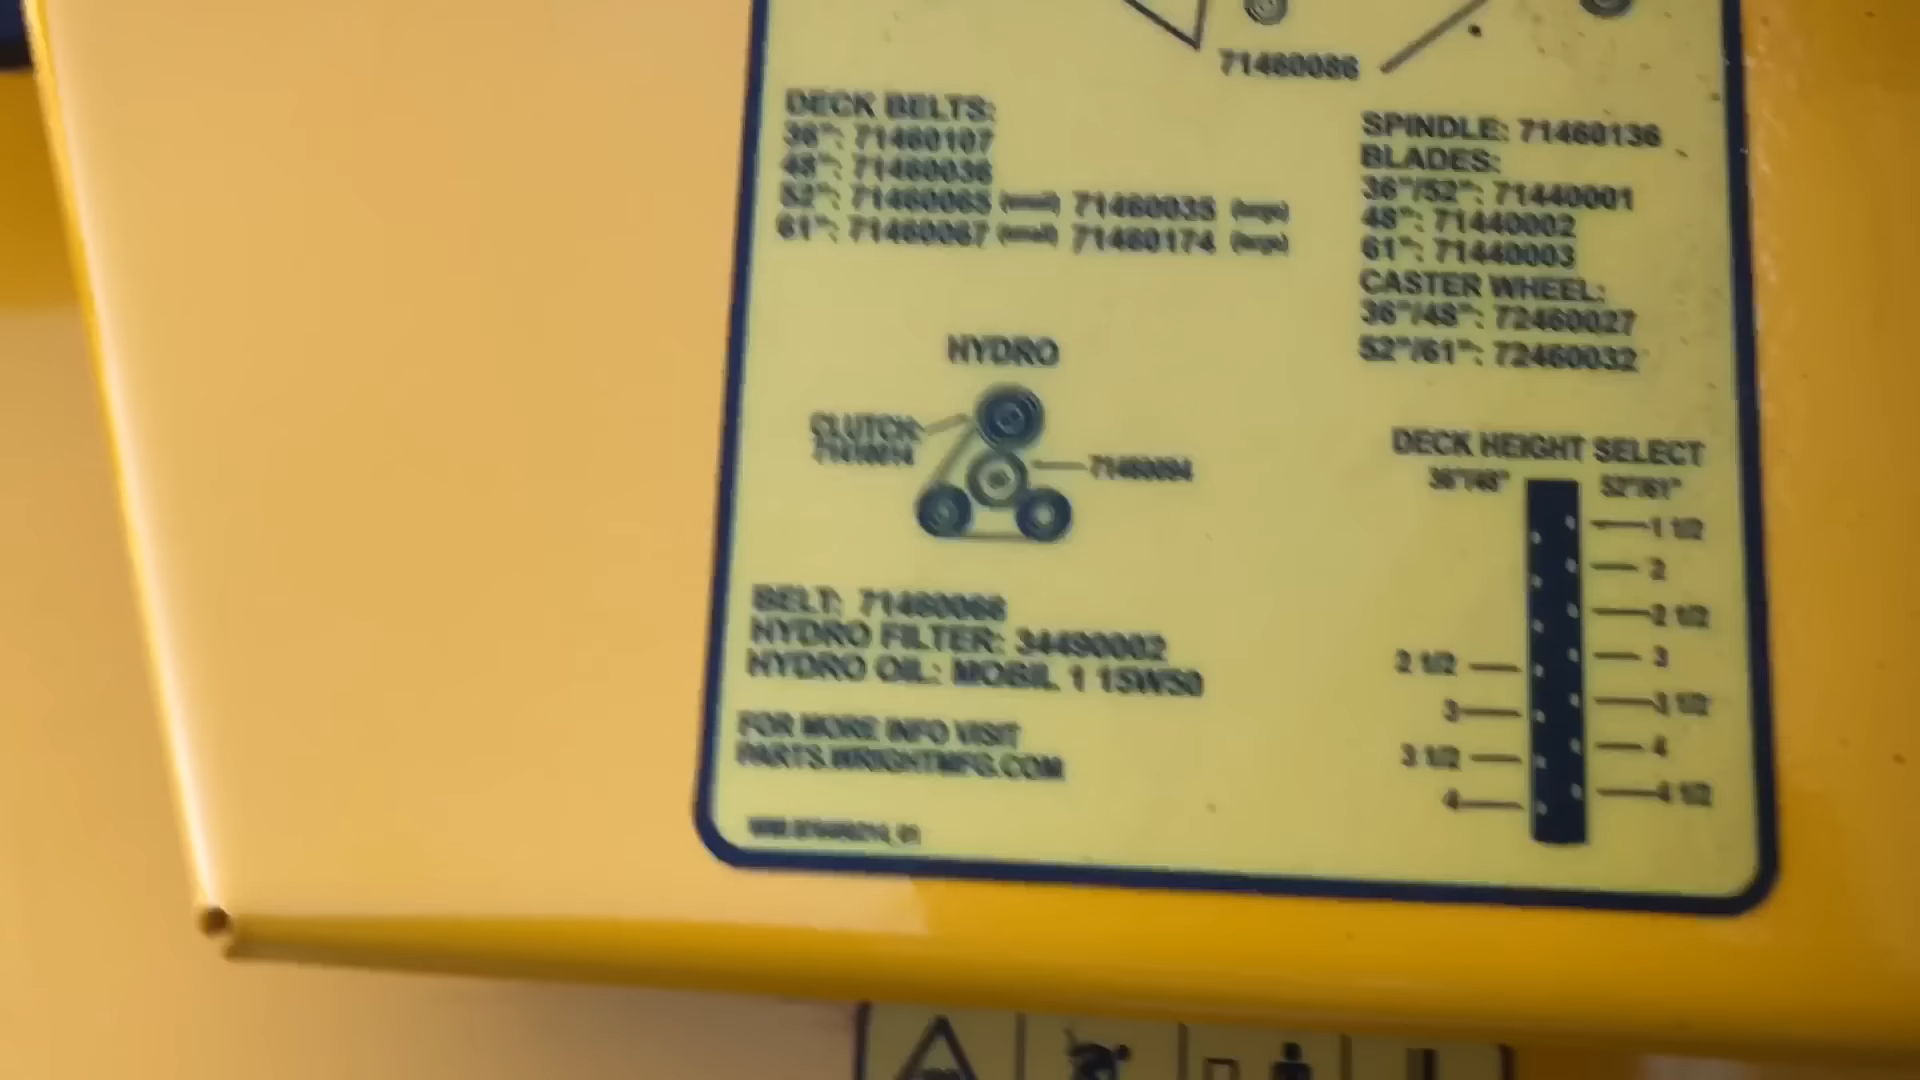 71460086
DECK BELTS:
36": 71460107
48": 71460036
52": 71460065 (small) 71460035 (large)
61": 71460067 (small) 71460174 (large)
SPINDLE: 71460136
BLADES:
36"/52": 71440001
48": 71440002
61": 71440003
CASTER WHEEL:
36"/48": 72460027
52"/61": 72460032
HYDRO
CLUTCH:
71410014
71460094
BELT: 71460068
HYDRO FILTER: 34490002
HYDRO OIL: MOBIL 1 15W50
FOR MORE INFO VISIT
PARTS.WRIGHTMFG.COM
DECK HEIGHT SELECT
36"/48" 52"/61"
1 1/2
2
2 1/2
2 1/2 3
3 3 1/2
3 1/2 4
4 4 1/2